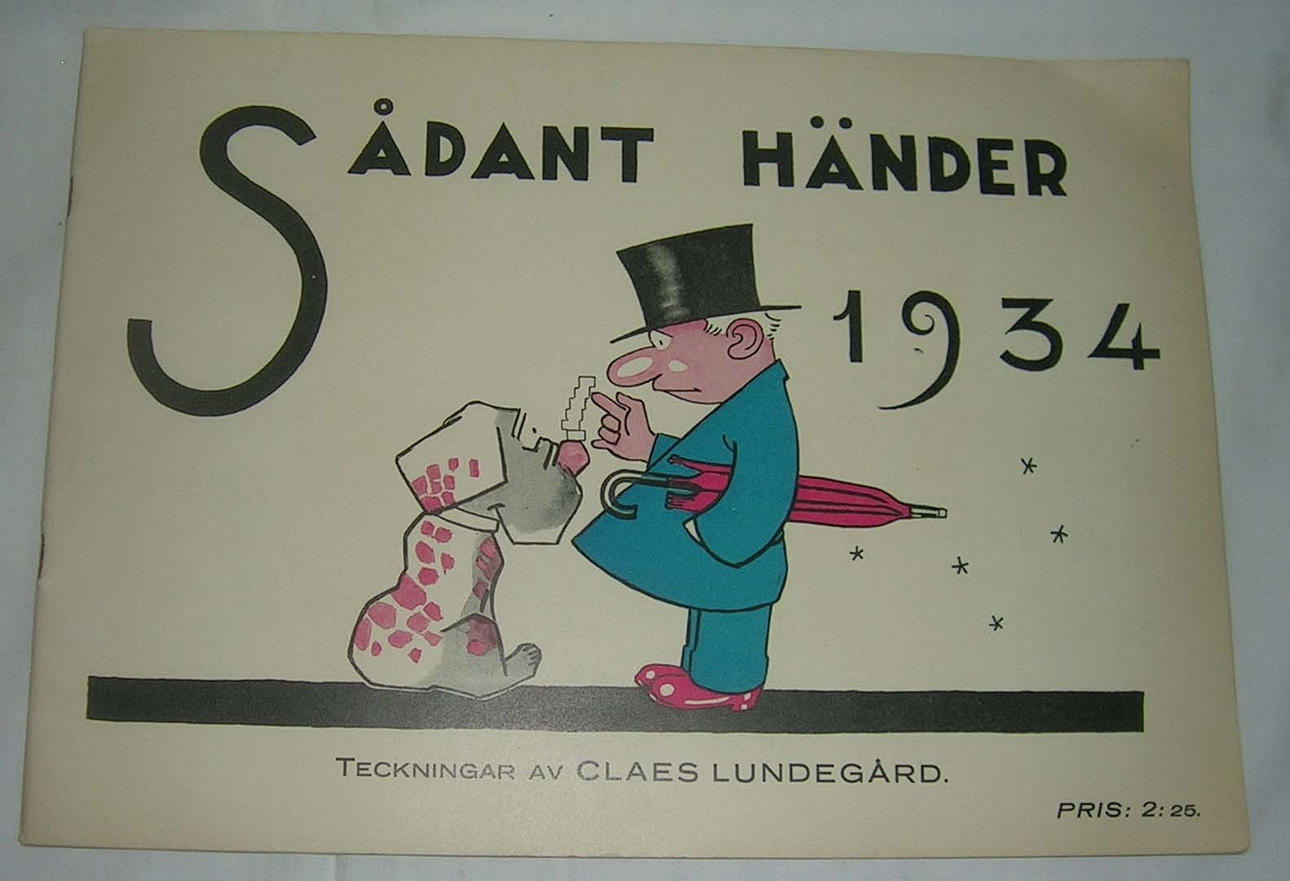 SÅDANT HÄNDER
1934
TECKNINGAR AV CLAES LUNDEGÅRD.
PRIS: 2:25.